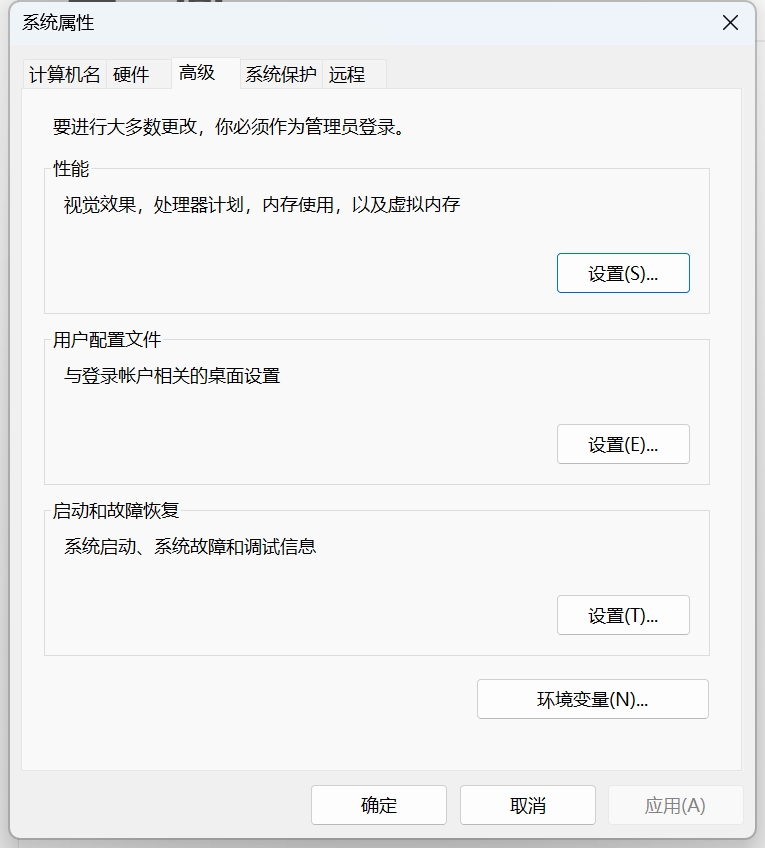 系统属性
计算机名 硬件 高级 系统保护 远程
要进行大多数更改，你必须作为管理员登录。
性能
视觉效果，处理器计划，内存使用，以及虚拟内存
设置(S)...
用户配置文件
与登录帐户相关的桌面设置
设置(E)...
启动和故障恢复
系统启动、系统故障和调试信息
设置(T)...
环境变量(N)...
确定 取消 应用(A)